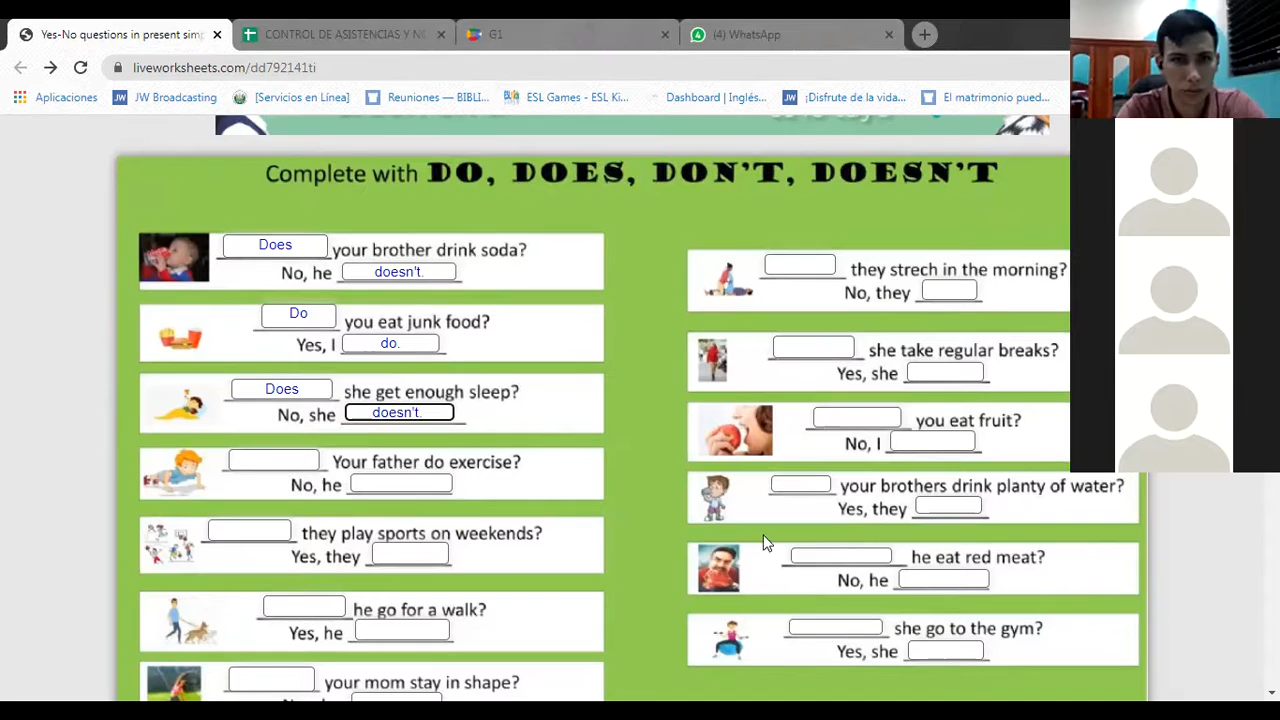 Yes-No questions in present sim
CONTROL DE ASISTENCIAS Y
G1
(4) WhatsApp
liveworksheets.com/dd792141ti
Aplicaciones
JW Broadcasting
[Servicios en Línea]
Reuniones — BIBLI...
ESL Games - ESL Ki...
Dashboard | Inglés...
¡Disfrute de la vida...
El matrimonio pued...
Complete with DO, DOES, DON'T, DOESN'T
Does your brother drink soda?
No, he doesn't.
Do you eat junk food?
Yes, I do.
Does she get enough sleep?
No, she doesn't.
Your father do exercise?
No, he
they play sports on weekends?
Yes, they
he go for a walk?
Yes, he
your mom stay in shape?
they strech in the morning?
No, they
she take regular breaks?
Yes, she
you eat fruit?
No, I
your brothers drink planty of water?
Yes, they
he eat red meat?
No, he
she go to the gym?
Yes, she